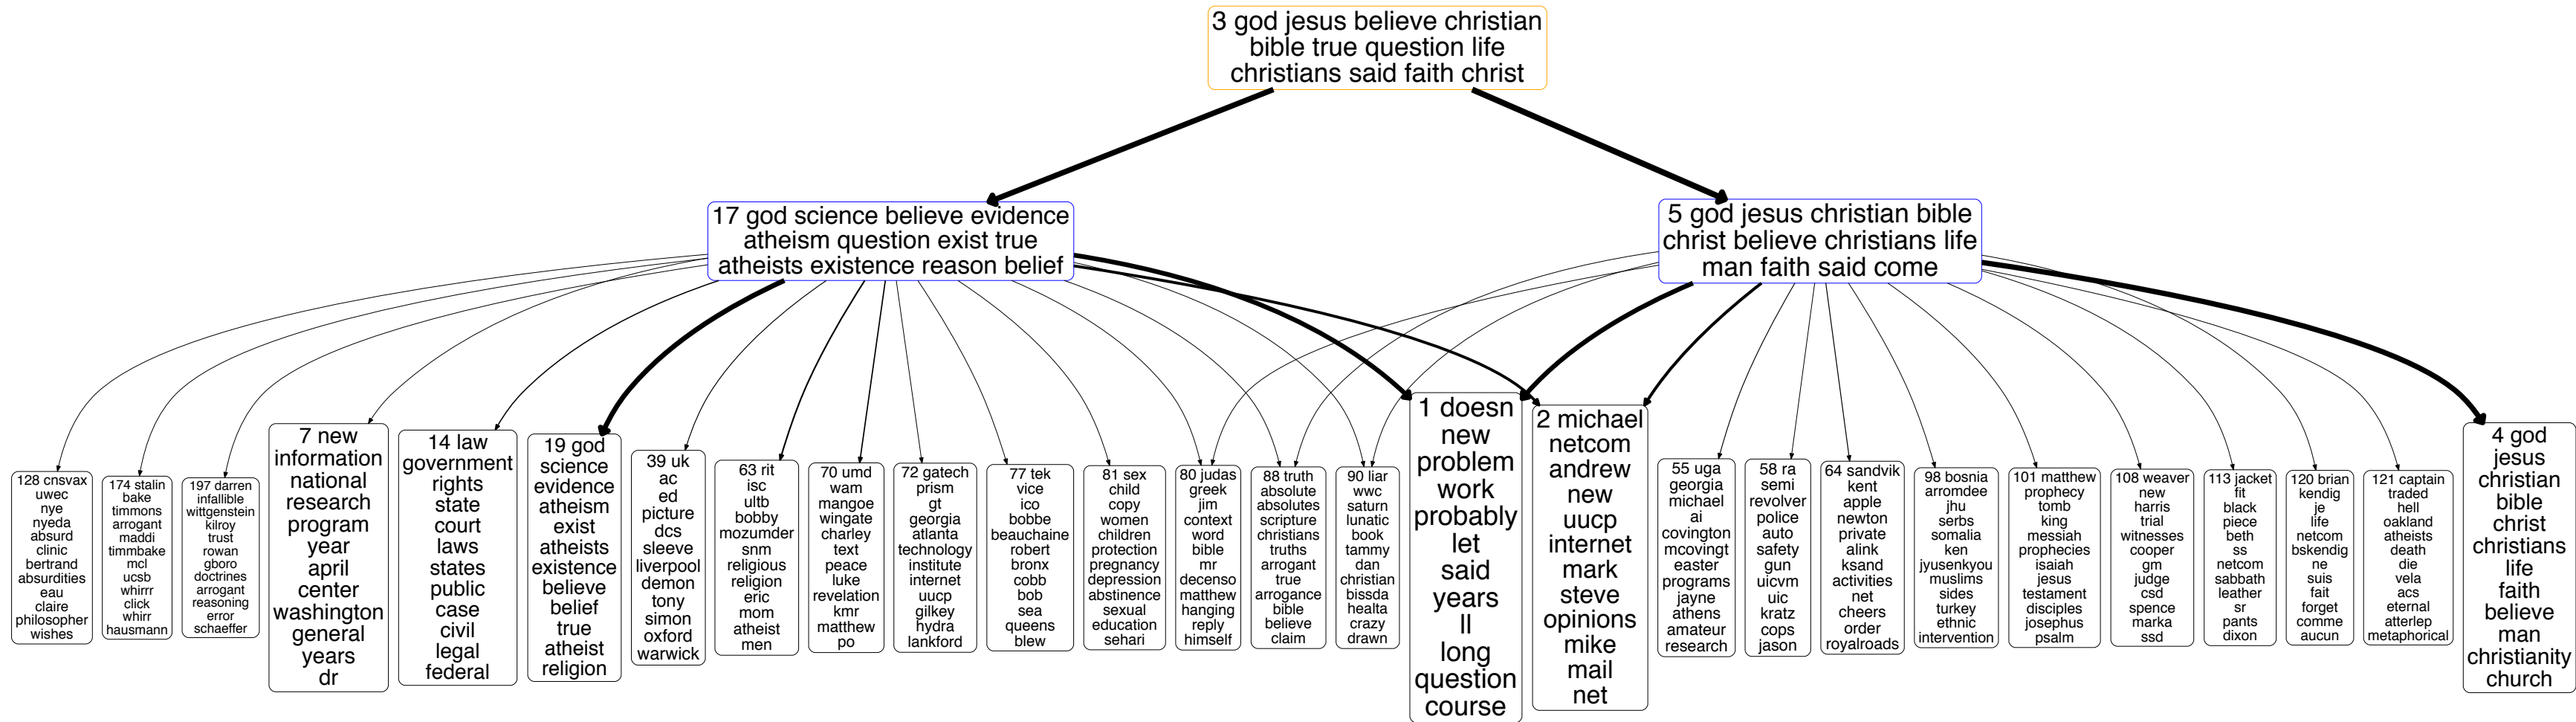 3 god jesus believe christian
bible true question life
christians said faith christ
17 god science believe evidence
atheism question exist true
atheists existence reason belief
5 god jesus christian bible
christ believe christians life
man faith said come
128 cnsvax
uwec
nye
nyeda
absurd
clinic
bertrand
absurdities
eau
claire
philosopher
wishes
174 stalin
bake
timmons
arrogant
maddi
timmbake
mcl
ucsb
whirrr
click
whirr
hausmann
197 darren
infallible
wittgenstein
kilroy
trust
rowan
gboro
doctrines
arrogant
reasoning
error
schaeffer
7 new
information
national
research
program
year
april
center
washington
general
years
dr
14 law
government
rights
state
court
laws
states
public
case
civil
legal
federal
19 god
science
evidence
atheism
exist
atheists
existence
believe
belief
true
atheist
religion
39 uk
ac
ed
picture
dcs
sleeve
liverpool
demon
tony
simon
oxford
warwick
63 rit
isc
ultb
bobby
mozumder
snm
religious
religion
eric
mom
atheist
men
70 umd
wam
mangoe
wingate
charley
text
peace
luke
revelation
kmr
matthew
po
72 gatech
prism
gt
georgia
atlanta
technology
institute
internet
uucp
gilkey
hydra
lankford
77 tek
vice
ico
bobbe
beauchaine
robert
bronx
cobb
bob
sea
queens
blew
81 sex
child
copy
women
children
protection
pregnancy
depression
abstinence
sexual
education
sehari
80 judas
greek
jim
context
word
bible
mr
decenso
matthew
hanging
reply
himself
88 truth
absolute
absolutes
scripture
christians
truths
arrogant
true
arrogance
bible
believe
claim
90 liar
wwc
saturn
lunatic
book
tammy
dan
christian
bissda
healta
crazy
drawn
1 doesn
new
problem
work
probably
let
said
years
ll
long
question
course
2 michael
netcom
andrew
new
uucp
internet
mark
steve
opinions
mike
mail
net
55 uga
georgia
michael
ai
covington
mcovingt
easter
programs
jayne
athens
amateur
research
58 ra
semi
revolver
police
auto
safety
gun
uicvm
uic
kratz
cops
jason
64 sandvik
kent
apple
newton
private
alink
ksand
activities
net
cheers
order
royalroads
98 bosnia
arromdee
jhu
serbs
somalia
ken
jyusenkyou
muslims
sides
turkey
ethnic
intervention
101 matthew
prophecy
tomb
king
messiah
prophecies
isaiah
jesus
testament
disciples
josephus
psalm
108 weaver
new
harris
trial
witnesses
cooper
gm
judge
csd
spence
marka
ssd
113 jacket
fit
black
piece
beth
ss
netcom
sabbath
leather
sr
pants
dixon
120 brian
kendig
je
life
netcom
bskendig
ne
suis
fait
forget
comme
aucun
121 captain
traded
hell
oakland
atheists
death
die
vela
acs
eternal
atterlep
metaphorical
4 god
jesus
christian
bible
christ
christians
life
faith
believe
man
christianity
church